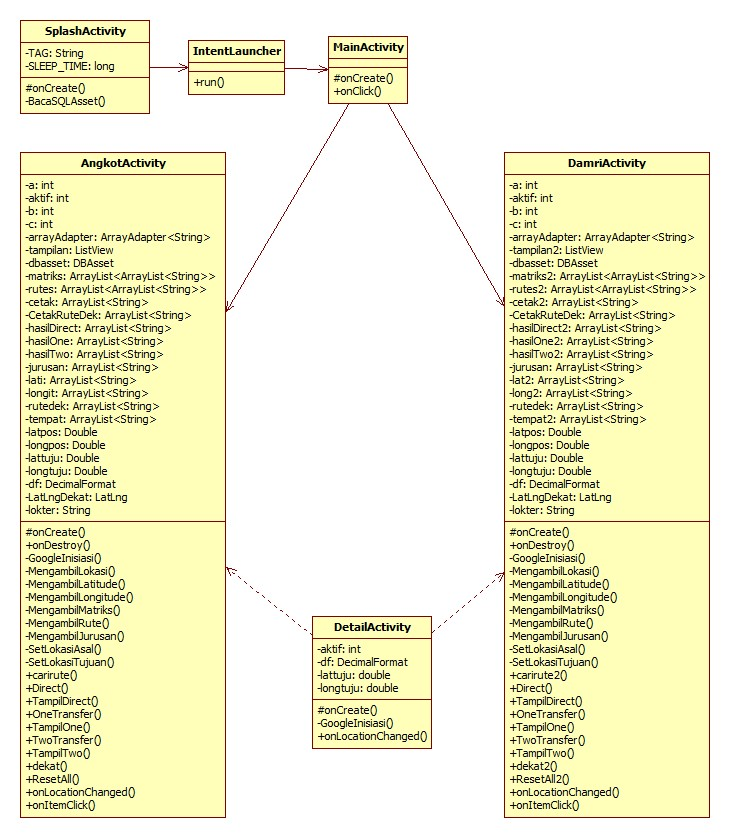 SplashActivity
-TAG: String
-SLEEP_TIME: long
#onCreate()
-BacaSQLAsset()
IntentLauncher
+run()
MainActivity
#onCreate()
+onClick()
AngkotActivity
-a: int
-aktif: int
-b: int
-c: int
-arrayAdapter: ArrayAdapter<String>
-tampilan: ListView
-dbasset: DBAsset
-matriks: ArrayList<ArrayList<String>>
-rutes: ArrayList<ArrayList<String>>
-cetak: ArrayList<String>
-CetakRuteDek: ArrayList<String>
-hasilDirect: ArrayList<String>
-hasilOne: ArrayList<String>
-hasilTwo: ArrayList<String>
-jurusan: ArrayList<String>
-lati: ArrayList<String>
-longit: ArrayList<String>
-rutedek: ArrayList<String>
-tempat: ArrayList<String>
-latpos: Double
-longpos: Double
-lattuju: Double
-longtuju: Double
-df: DecimalFormat
-LatLngDekat: LatLng
-lokter: String
#onCreate()
+onDestroy()
-GoogleInisiasi()
-MengambilLokasi()
-MengambilLatitude()
-MengambilLongitude()
-MengambilMatriks()
-MengambilRute()
-MengambilJurusan()
-SetLokasiAsal()
-SetLokasiTujuan()
+carirute()
+Direct()
+TampilDirect()
+OneTransfer()
+TampilOne()
+TwoTransfer()
+TampilTwo()
+dekat()
+ResetAll()
+onLocationChanged()
+onItemClick()
DamriActivity
-a: int
-aktif: int
-b: int
-c: int
-arrayAdapter: ArrayAdapter<String>
-tampilan2: ListView
-dbasset: DBAsset
-matriks2: ArrayList<ArrayList<String>>
-rutes2: ArrayList<ArrayList<String>>
-cetak2: ArrayList<String>
-CetakRuteDek: ArrayList<String>
-hasilDirect2: ArrayList<String>
-hasilOne2: ArrayList<String>
-hasilTwo2: ArrayList<String>
-jurusan: ArrayList<String>
-lat2: ArrayList<String>
-long2: ArrayList<String>
-rutedek: ArrayList<String>
-tempat2: ArrayList<String>
-latpos: Double
-longpos: Double
-lattuju: Double
-longtuju: Double
-df: DecimalFormat
-LatLngDekat: LatLng
-lokter: String
#onCreate()
+onDestroy()
-GoogleInisiasi()
-MengambilLokasi()
-MengambilLatitude()
-MengambilLongitude()
-MengambilMatriks()
-MengambilRute()
-MengambilJurusan()
-SetLokasiAsal()
-SetLokasiTujuan()
+carirute2()
+Direct()
+TampilDirect()
+OneTransfer()
+TampilOne()
+TwoTransfer()
+TampilTwo()
+dekat2()
+ResetAll2()
+onLocationChanged()
+onItemClick()
DetailActivity
-aktif: int
-df: DecimalFormat
-lattuju: double
-longtuju: double
#onCreate()
-GoogleInisiasi()
+onLocationChanged()